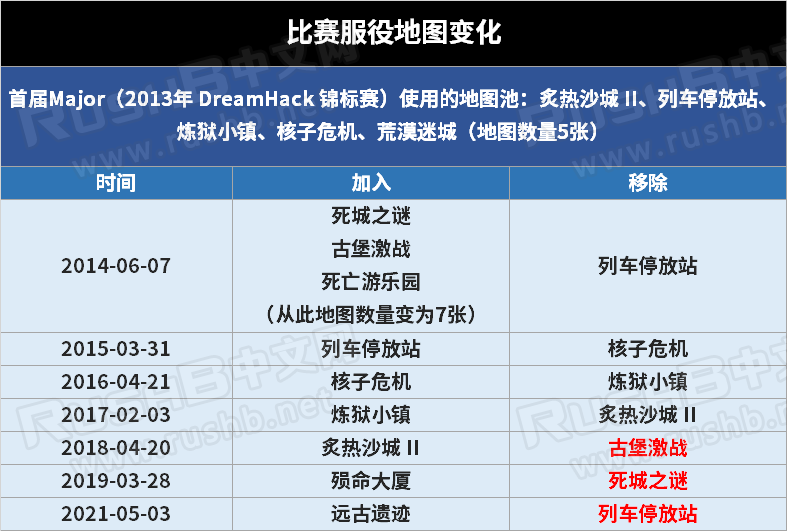 比赛服役地图变化
首届Major（2013年 DreamHack 锦标赛）使用的地图池：炙热沙城 II、列车停放站、
炼狱小镇、核子危机、荒漠迷城（地图数量5张）
时间 加入 移除
2014-06-07
死城之谜
古堡激战
死亡游乐园
（从此地图数量变为7张）
列车停放站
2015-03-31 列车停放站 核子危机
2016-04-21 核子危机 炼狱小镇
2017-02-03 炼狱小镇 炙热沙城 II
2018-04-20 炙热沙城 II 古堡激战
2019-03-28 殒命大厦 死城之谜
2021-05-03 远古遗迹 列车停放站
RUSHB中文网
www.rushb.net